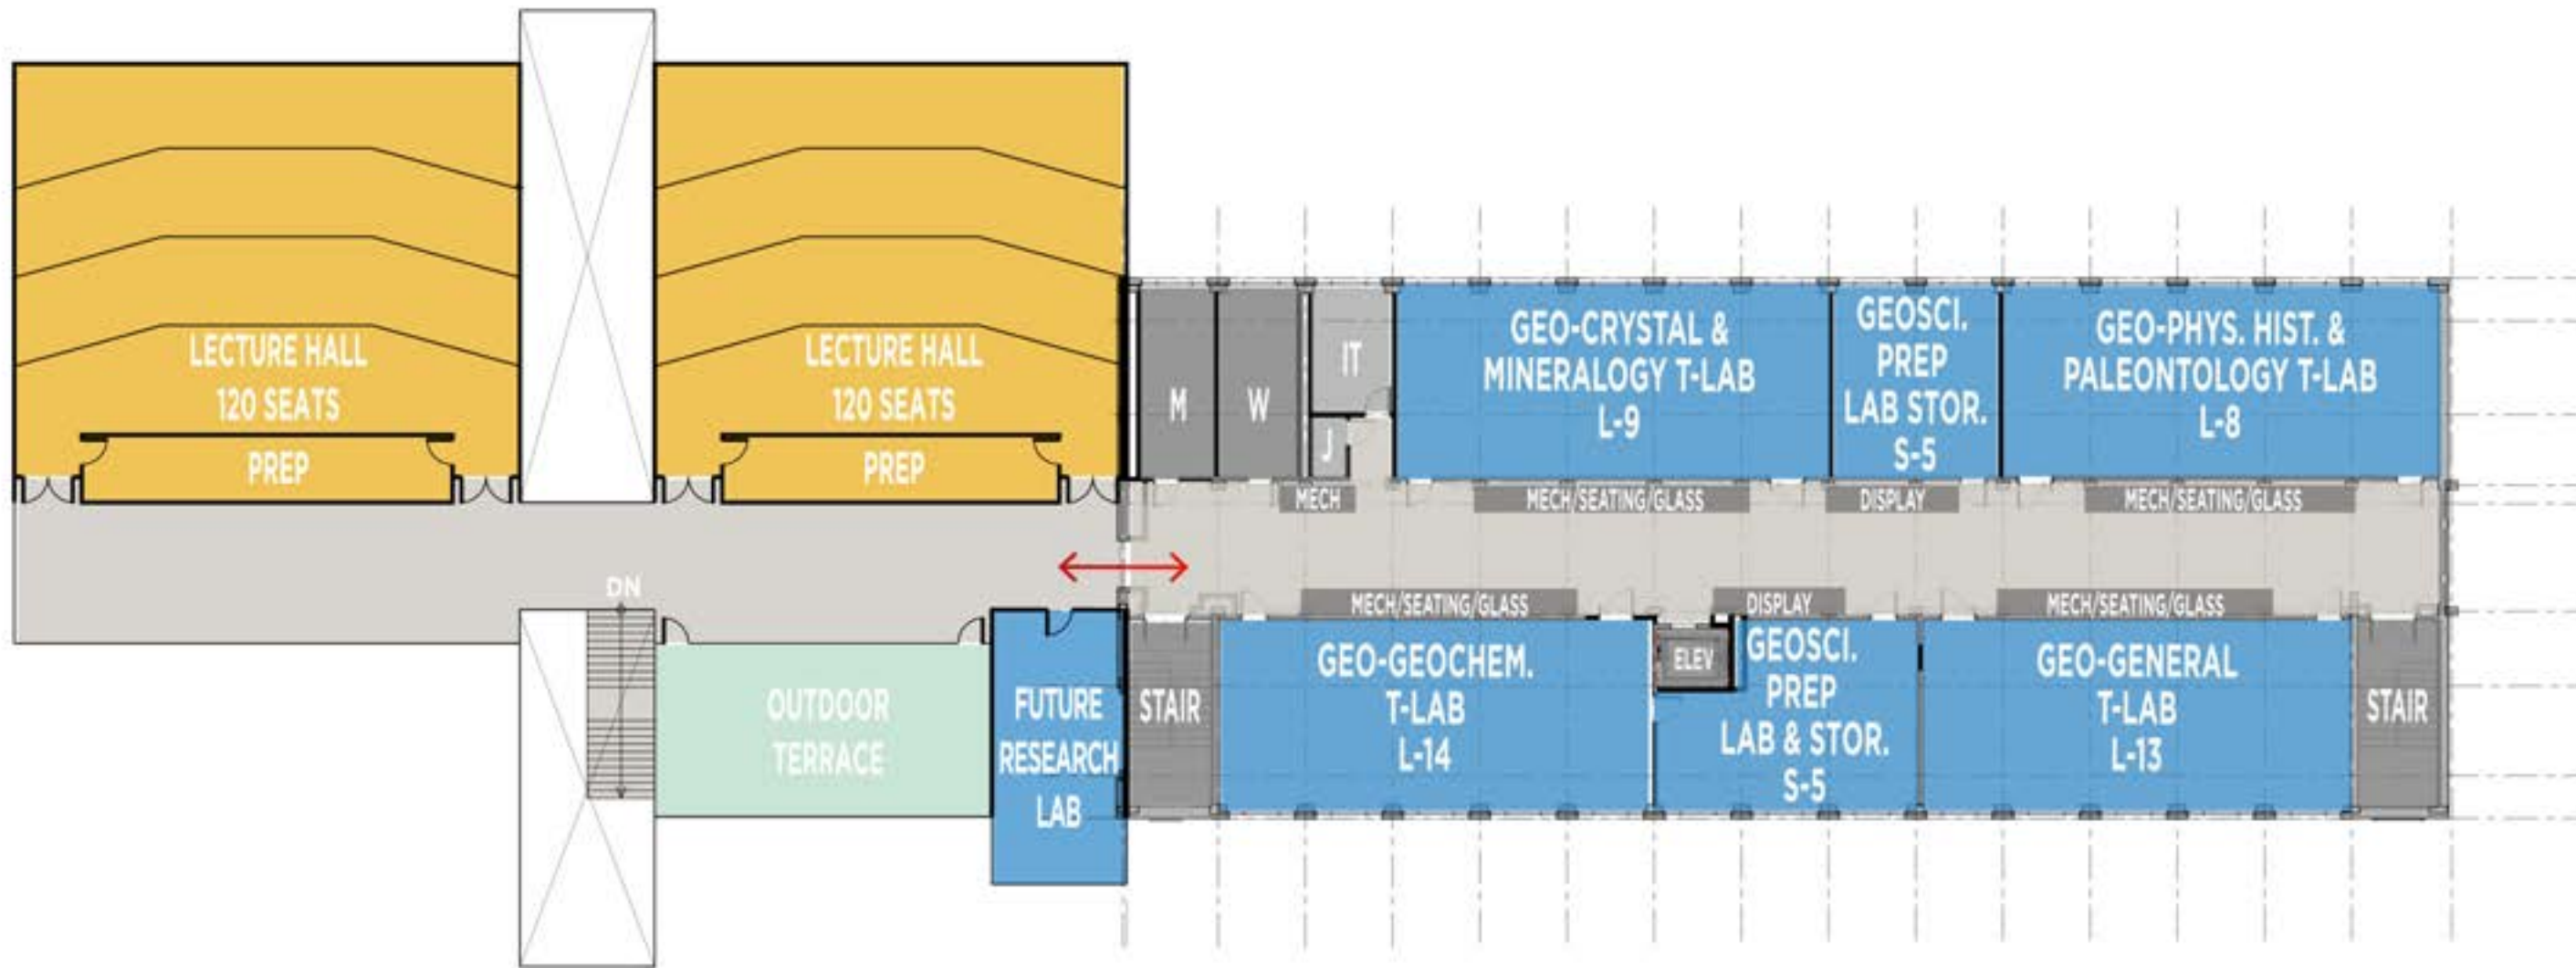 LECTURE HALL
120 SEATS
PREP
LECTURE HALL
120 SEATS
PREP
M
W
IT
J
GEO-CRYSTAL &
MINERALOGY T-LAB
L-9
GEOSCI.
PREP
LAB STOR.
S-5
GEO-PHYS. HIST. &
PALEONTOLOGY T-LAB
L-8
MECH
MECH/SEATING/GLASS
DISPLAY
MECH/SEATING/GLASS
DN
MECH/SEATING/GLASS
DISPLAY
MECH/SEATING/GLASS
OUTDOOR
TERRACE
FUTURE
RESEARCH
LAB
STAIR
GEO-GEOCHEM.
T-LAB
L-14
ELEV
GEOSCI.
PREP
LAB & STOR.
S-5
GEO-GENERAL
T-LAB
L-13
STAIR